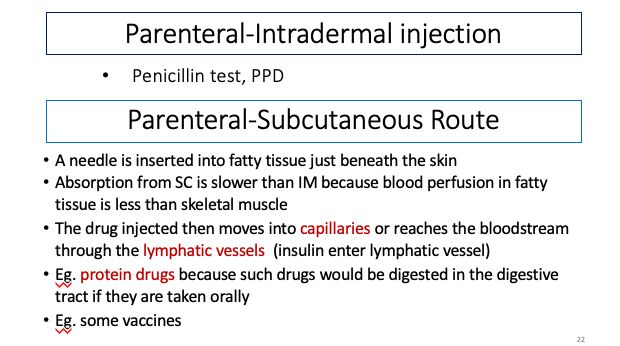 Parenteral-Intradermal injection
• Penicillin test, PPD
Parenteral-Subcutaneous Route
• A needle is inserted into fatty tissue just beneath the skin
• Absorption from SC is slower than IM because blood perfusion in fatty
tissue is less than skeletal muscle
• The drug injected then moves into capillaries or reaches the bloodstream
through the lymphatic vessels (insulin enter lymphatic vessel)
• Eg. protein drugs because such drugs would be digested in the digestive
tract if they are taken orally
• Eg. some vaccines
22